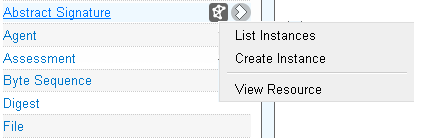 Abstract Signature
Agent
Assessment
Byte Sequence
Digest
File
List Instances
Create Instance
View Resource